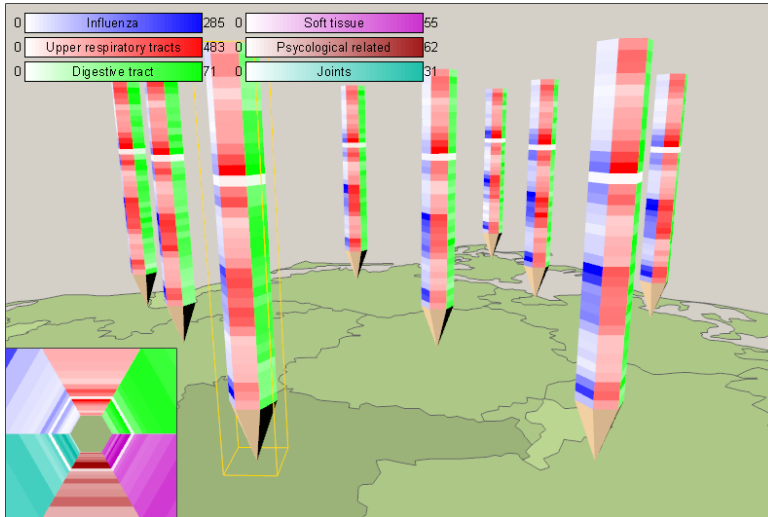 0 Influenza 285 0 Soft tissue 55
0 Upper respiratory tracts 483 0 Psycological related 62
0 Digestive tract 71 0 Joints 31